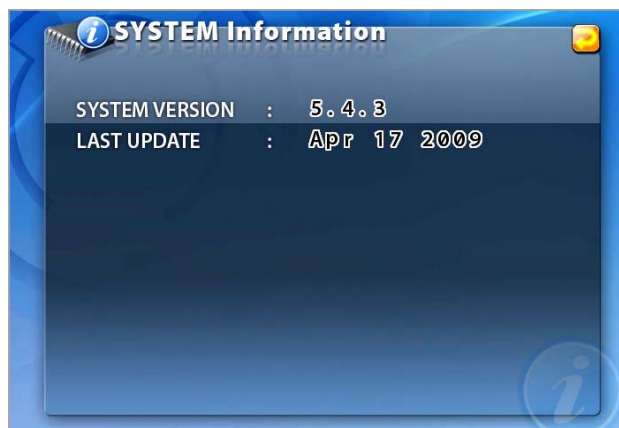 SYSTEM Information
SYSTEM VERSION : 5.4.3
LAST UPDATE : Apr 17 2009